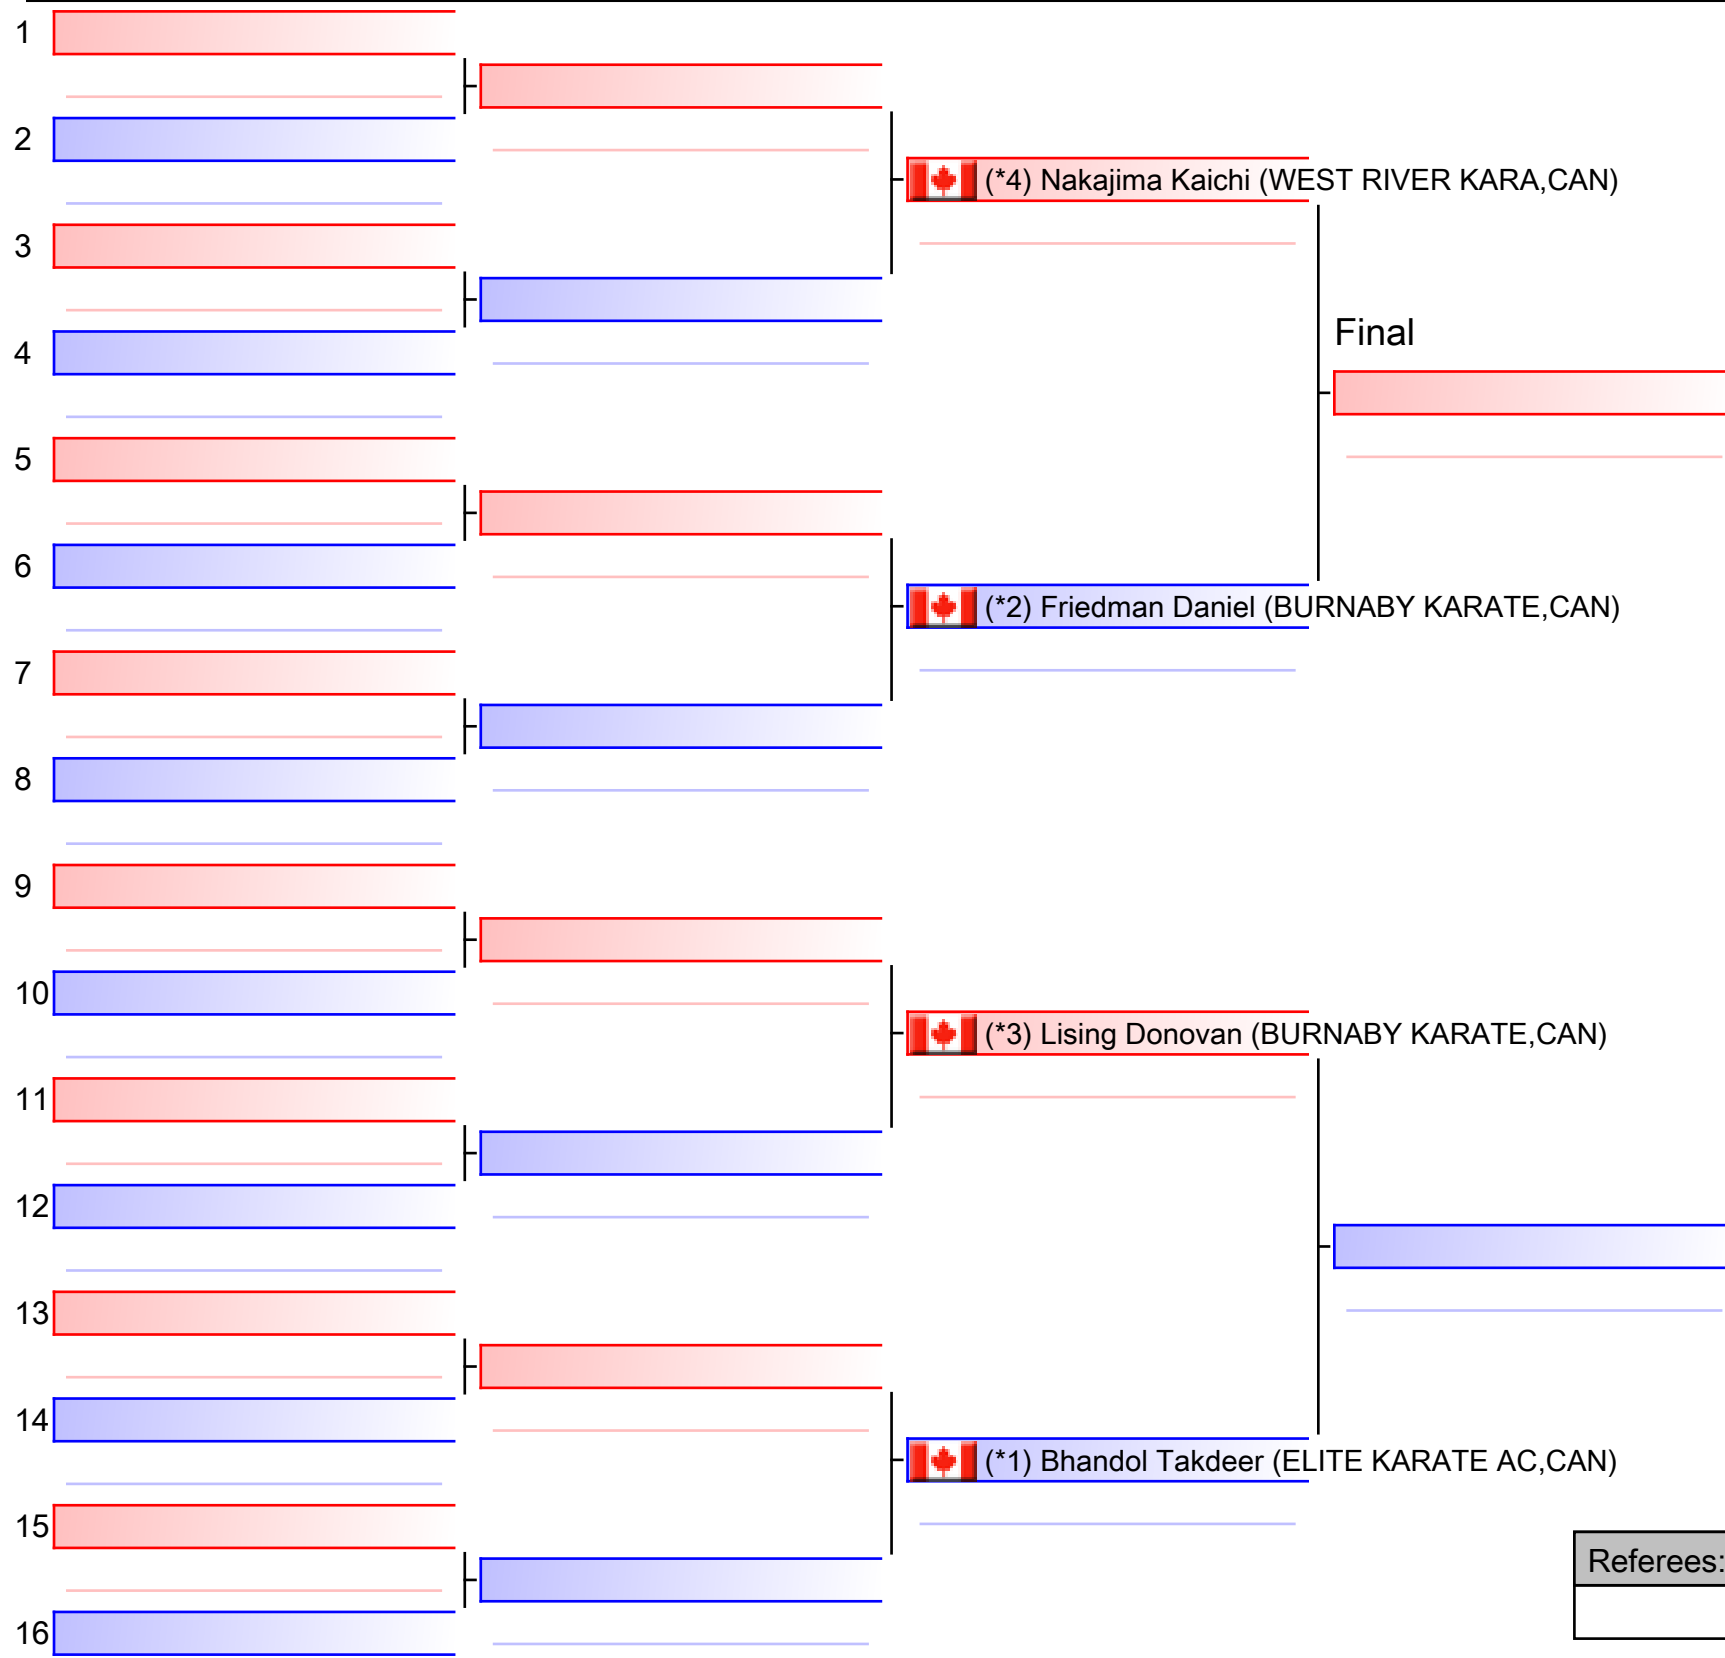 1
2
(*4) Nakajima Kaichi (WEST RIVER KARA,CAN)
3
Final
4
5
6
(*2) Friedman Daniel (BURNABY KARATE,CAN)
7
8
9
10
(*3) Lising Donovan (BURNABY KARATE,CAN)
11
12
13
14
(*1) Bhandol Takdeer (ELITE KARATE AC,CAN)
15
Referees:
16